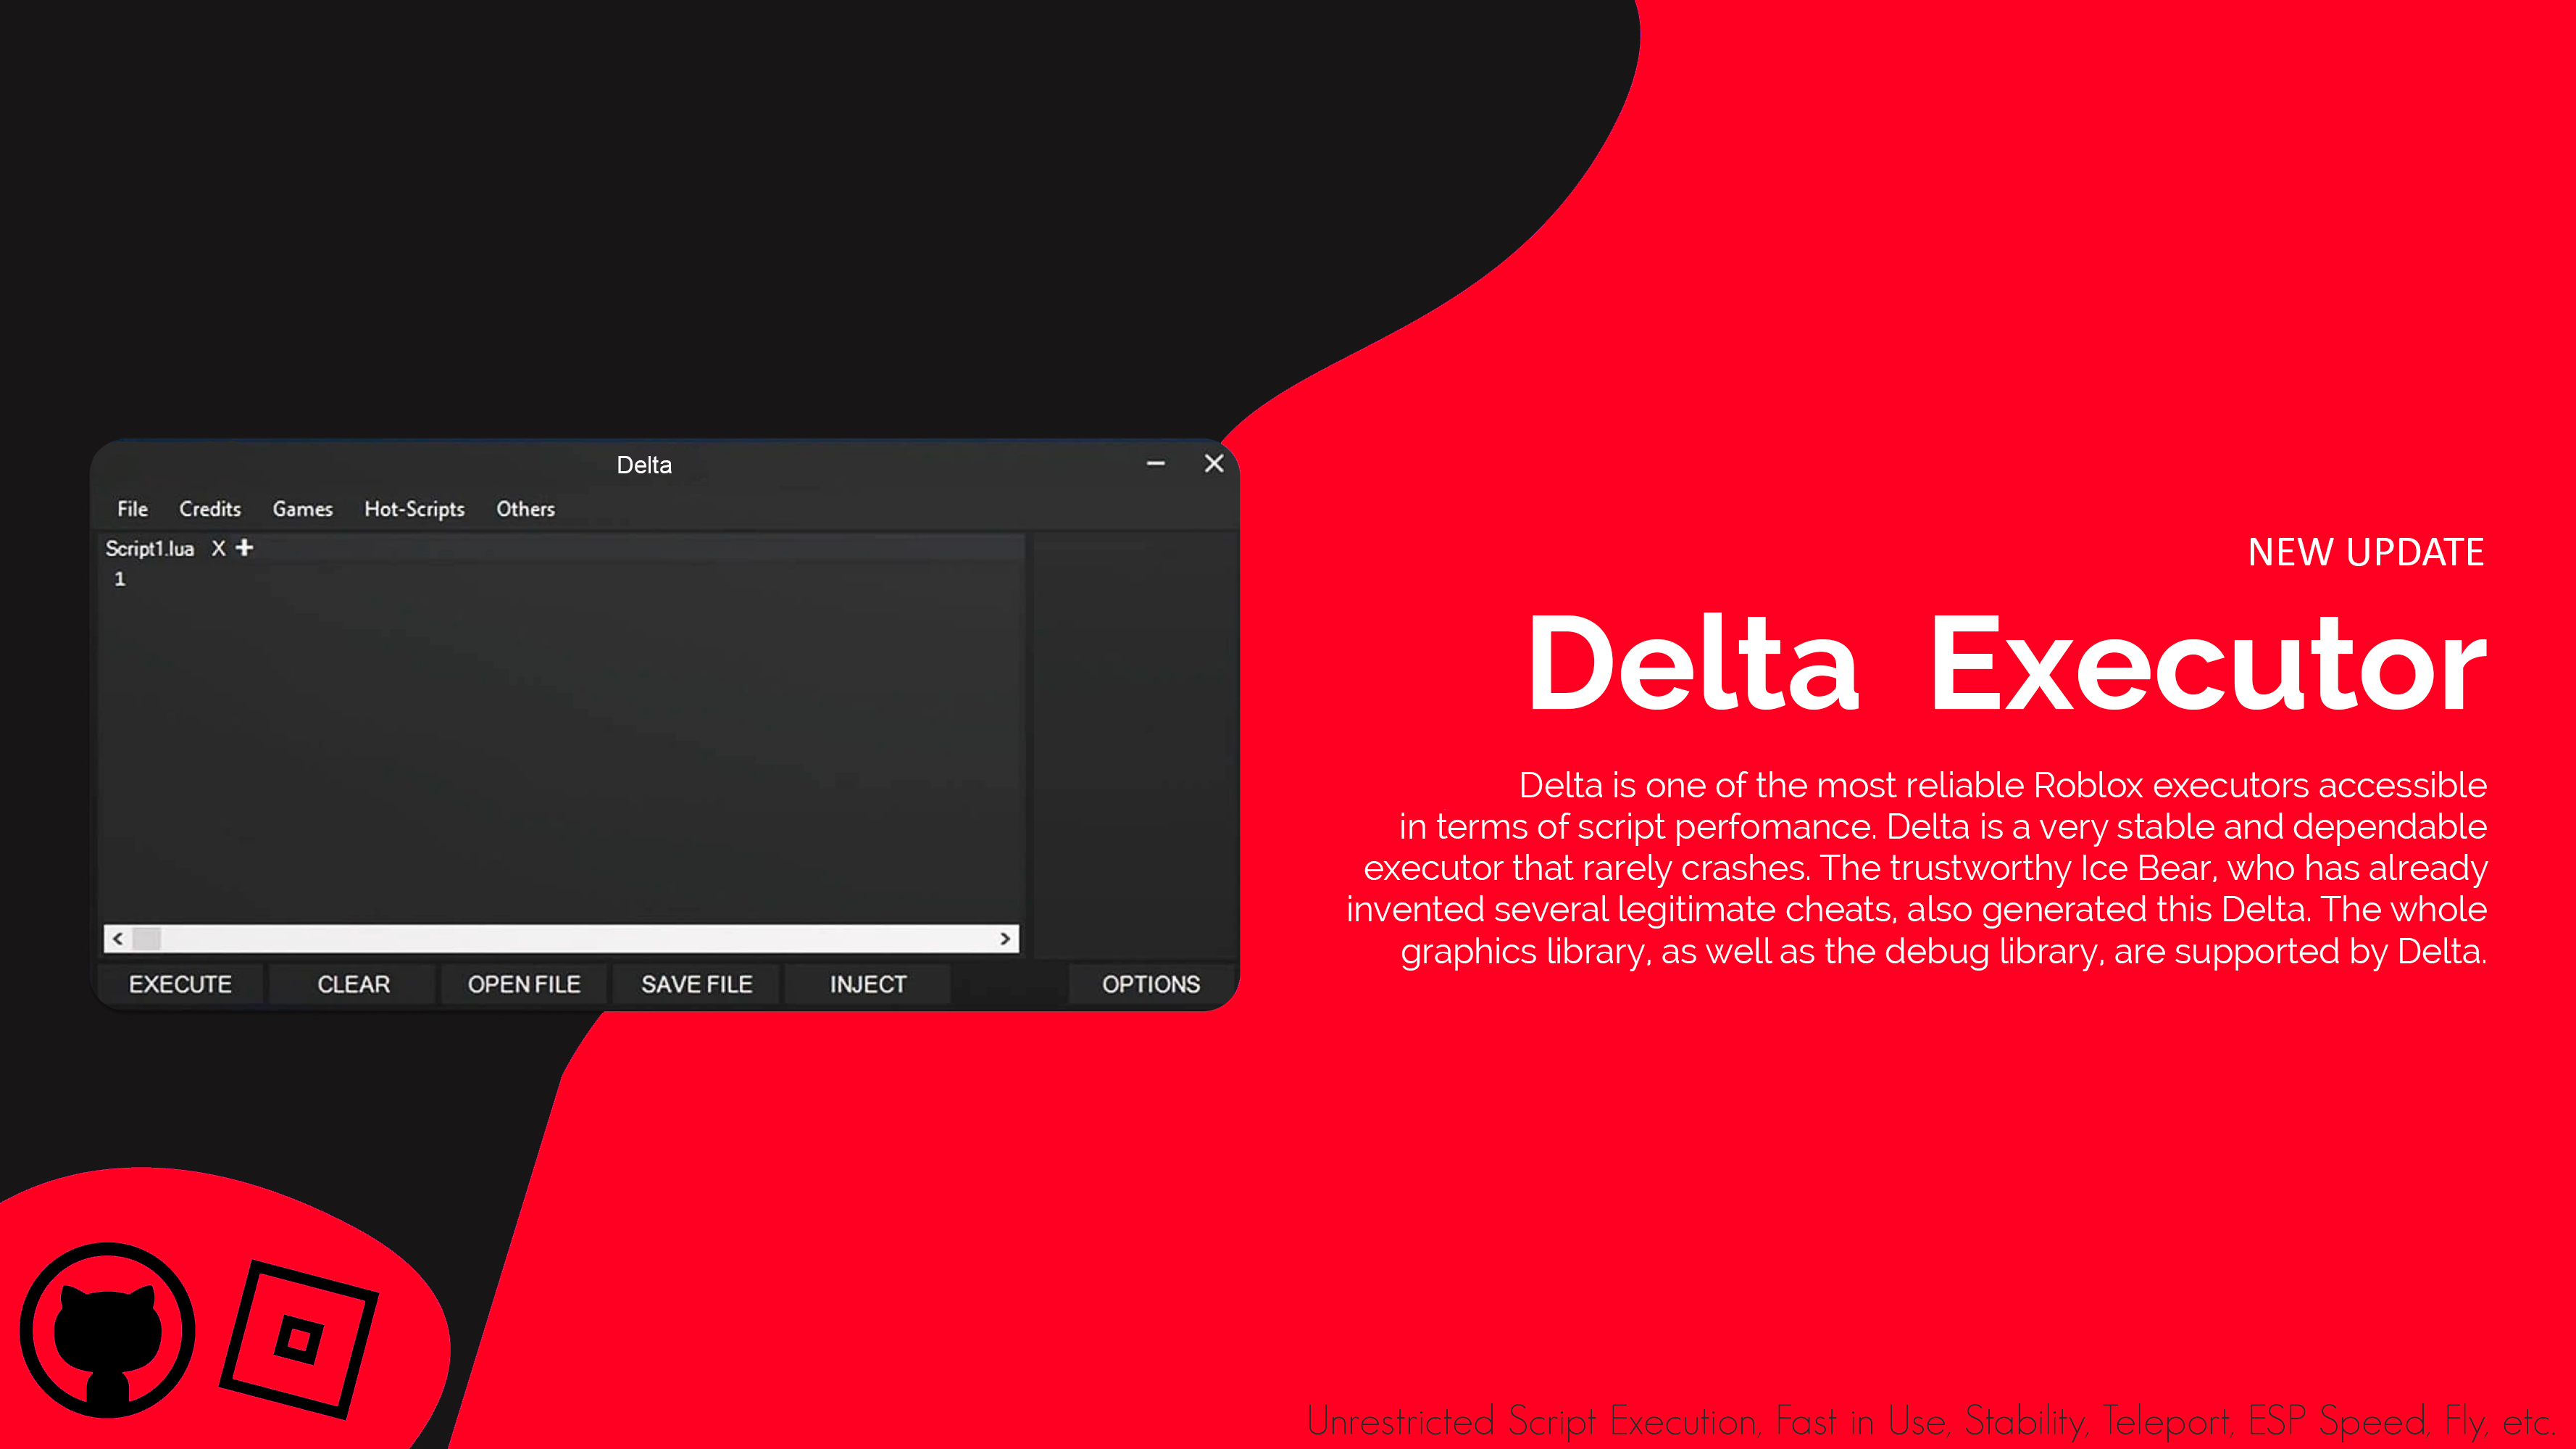 Delta
File Credits Games Hot-Scripts Others
Script1.lua X +
1
EXECUTE CLEAR OPEN FILE SAVE FILE INJECT OPTIONS
NEW UPDATE
Delta Executor
Delta is one of the most reliable Roblox executors accessible
in terms of script perfomance. Delta is a very stable and dependable
executor that rarely crashes. The trustworthy Ice Bear, who has already
invented several legitimate cheats, also generated this Delta. The whole
graphics library, as well as the debug library, are supported by Delta.
Unrestricted Script Execution, Fast in Use, Stability, Teleport, ESP Speed, Fly, etc.